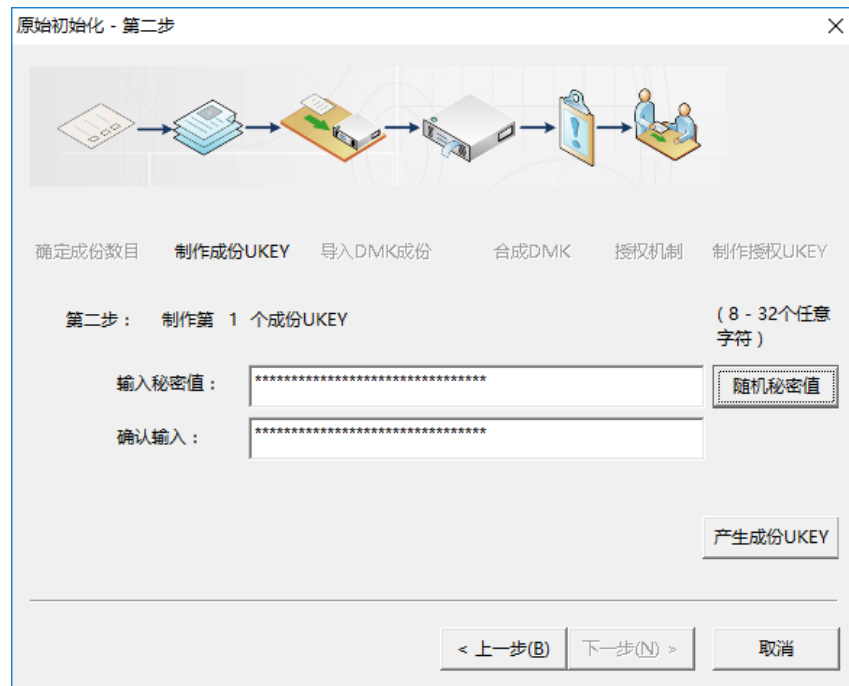 原始初始化 - 第二步
确定成份数目 制作成份UKEY 导入DMK成份 合成DMK 授权机制 制作授权UKEY
第二步： 制作第 1 个成份UKEY
（8 - 32个任意
字符）
输入秘密值： ******************************** 随机秘密值
确认输入： ********************************
产生成份UKEY
< 上一步(B) 下一步(N) > 取消